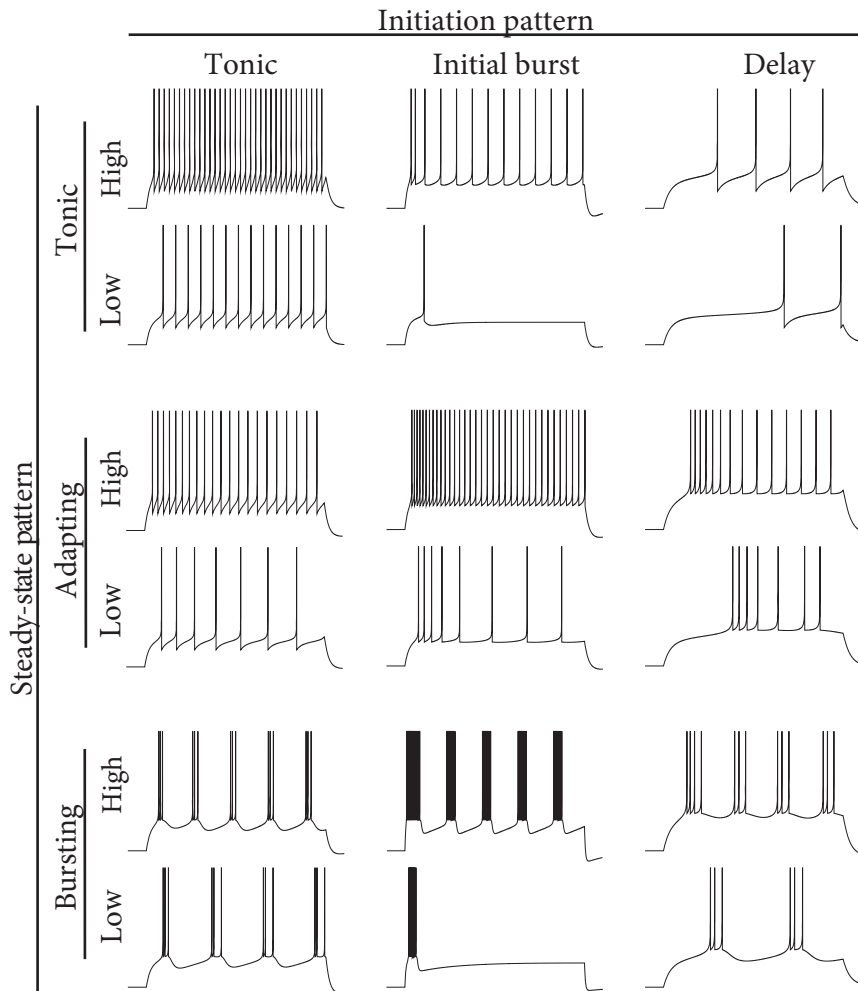 Initiation pattern
Tonic Initial burst Delay
Steady-state pattern
Tonic
High
Low
Adapting
High
Low
Bursting
High
Low